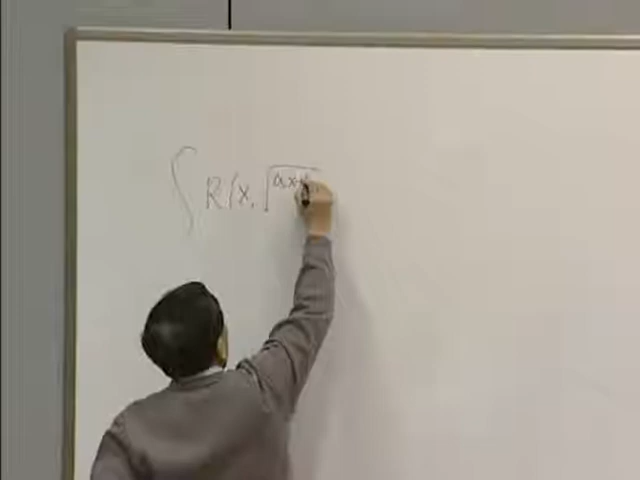 ∫ R(x, √ax+b